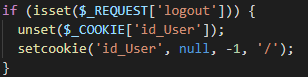 if (isset($_REQUEST['logout'])) {
unset($_COOKIE['id_User']);
setcookie('id_User', null, -1, '/');
}